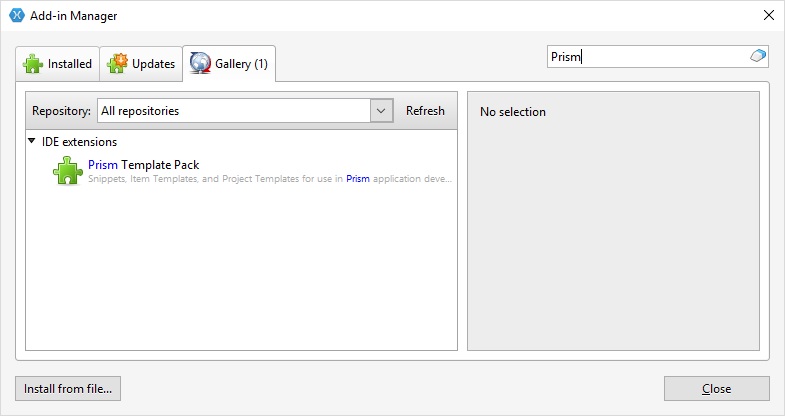 Add-in Manager
Installed
Updates
Gallery (1)
Prism
Repository:
All repositories
Refresh
No selection
IDE extensions
Prism Template Pack
Snippets, Item Templates, and Project Templates for use in Prism application deve...
Install from file...
Close